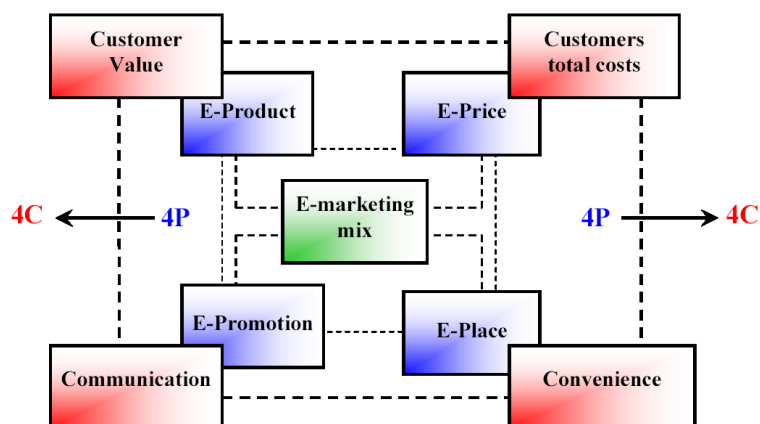 Customer
Value
Customers
total costs
E-Product
E-Price
E-marketing
mix
4C
4P
4P
4C
E-Promotion
E-Place
Communication
Convenience